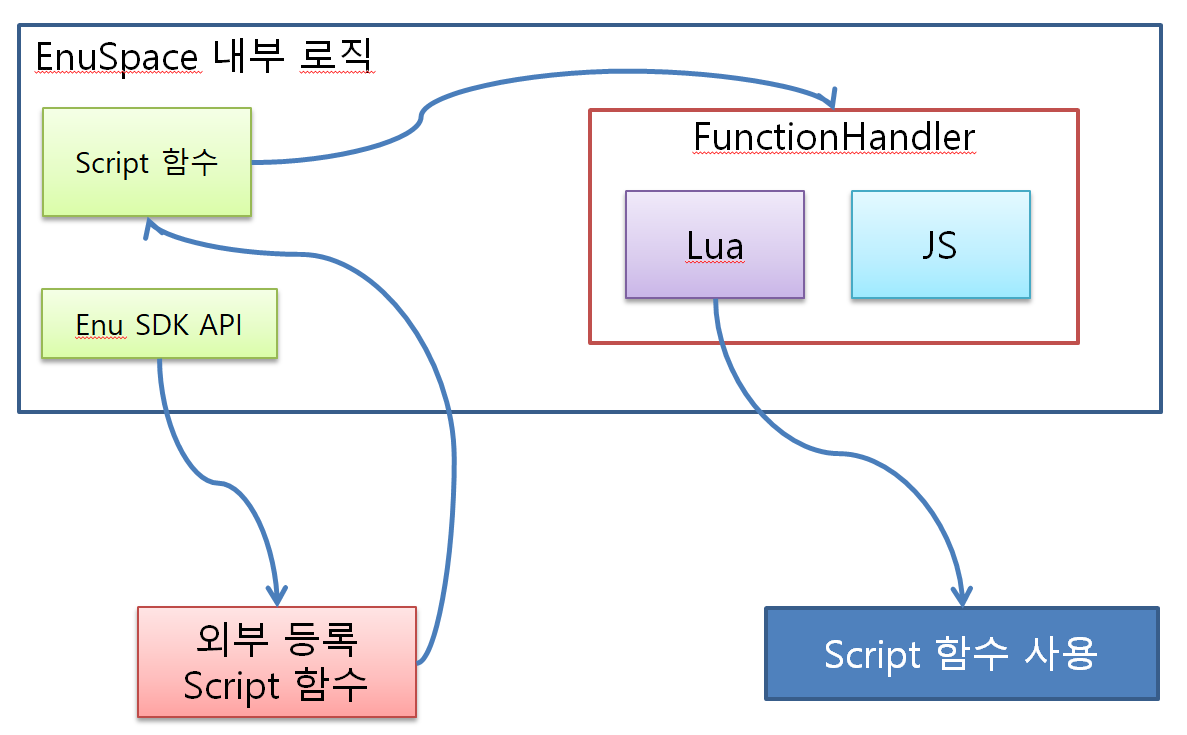 EnuSpace 내부 로직
Script 함수
FunctionHandler
Lua
JS
Enu SDK API
외부 등록
Script 함수
Script 함수 사용